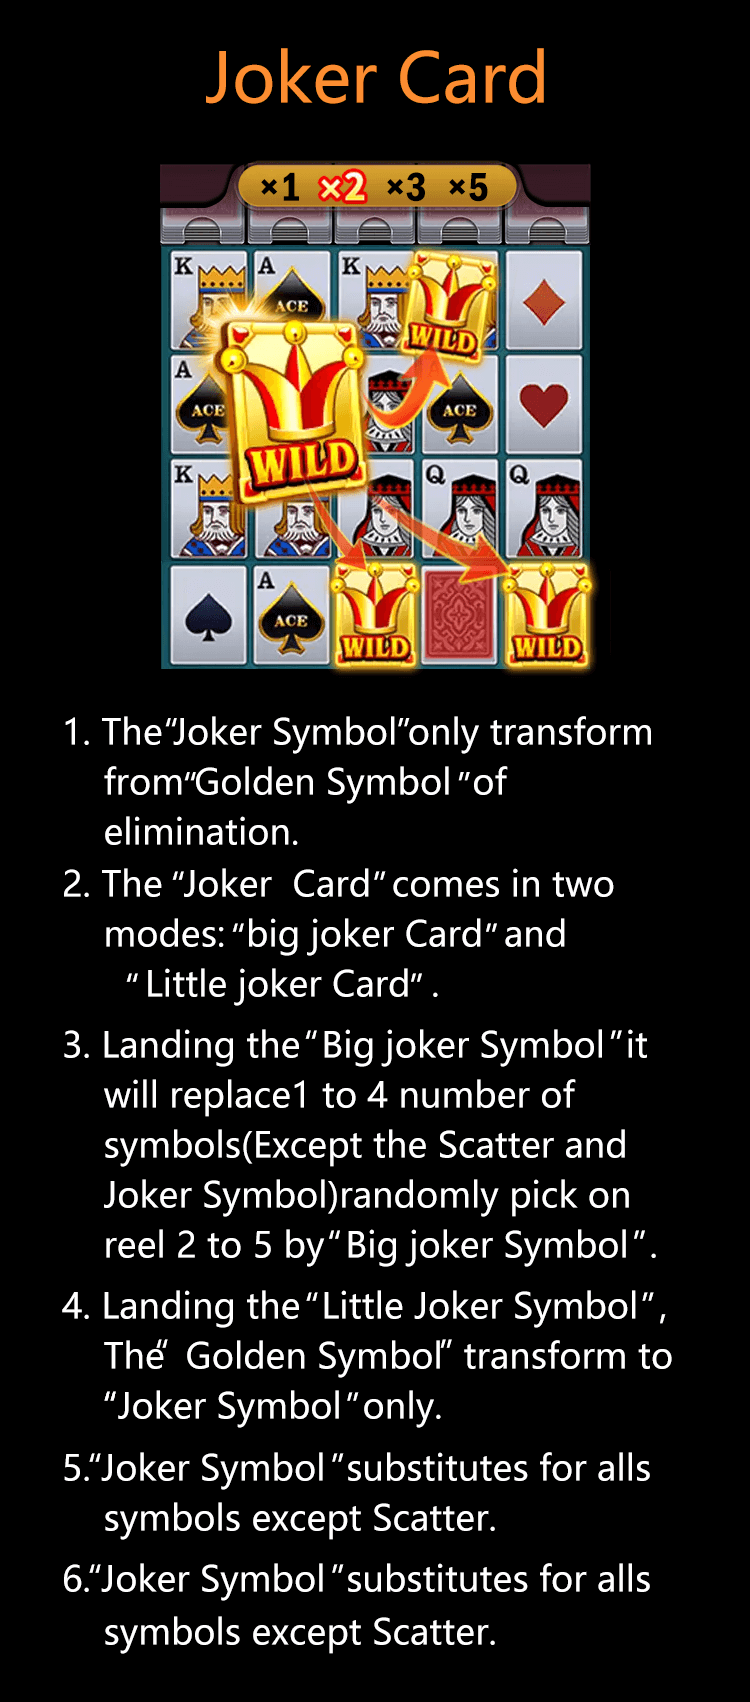 Joker Card
×1 ×2 ×3 ×5
K A K WILD
ACE
A WILD
ACE ACE
K Q Q
A
ACE WILD WILD
1. The“Joker Symbol”only transform
from“Golden Symbol”of
elimination.
2. The “Joker Card”comes in two
modes:“big joker Card”and
“Little joker Card”.
3. Landing the“Big joker Symbol”it
will replace1 to 4 number of
symbols(Except the Scatter and
Joker Symbol)randomly pick on
reel 2 to 5 by“Big joker Symbol”.
4. Landing the“Little Joker Symbol”,
The“ Golden Symbol” transform to
“Joker Symbol”only.
5.“Joker Symbol”substitutes for alls
symbols except Scatter.
6.“Joker Symbol”substitutes for alls
symbols except Scatter.